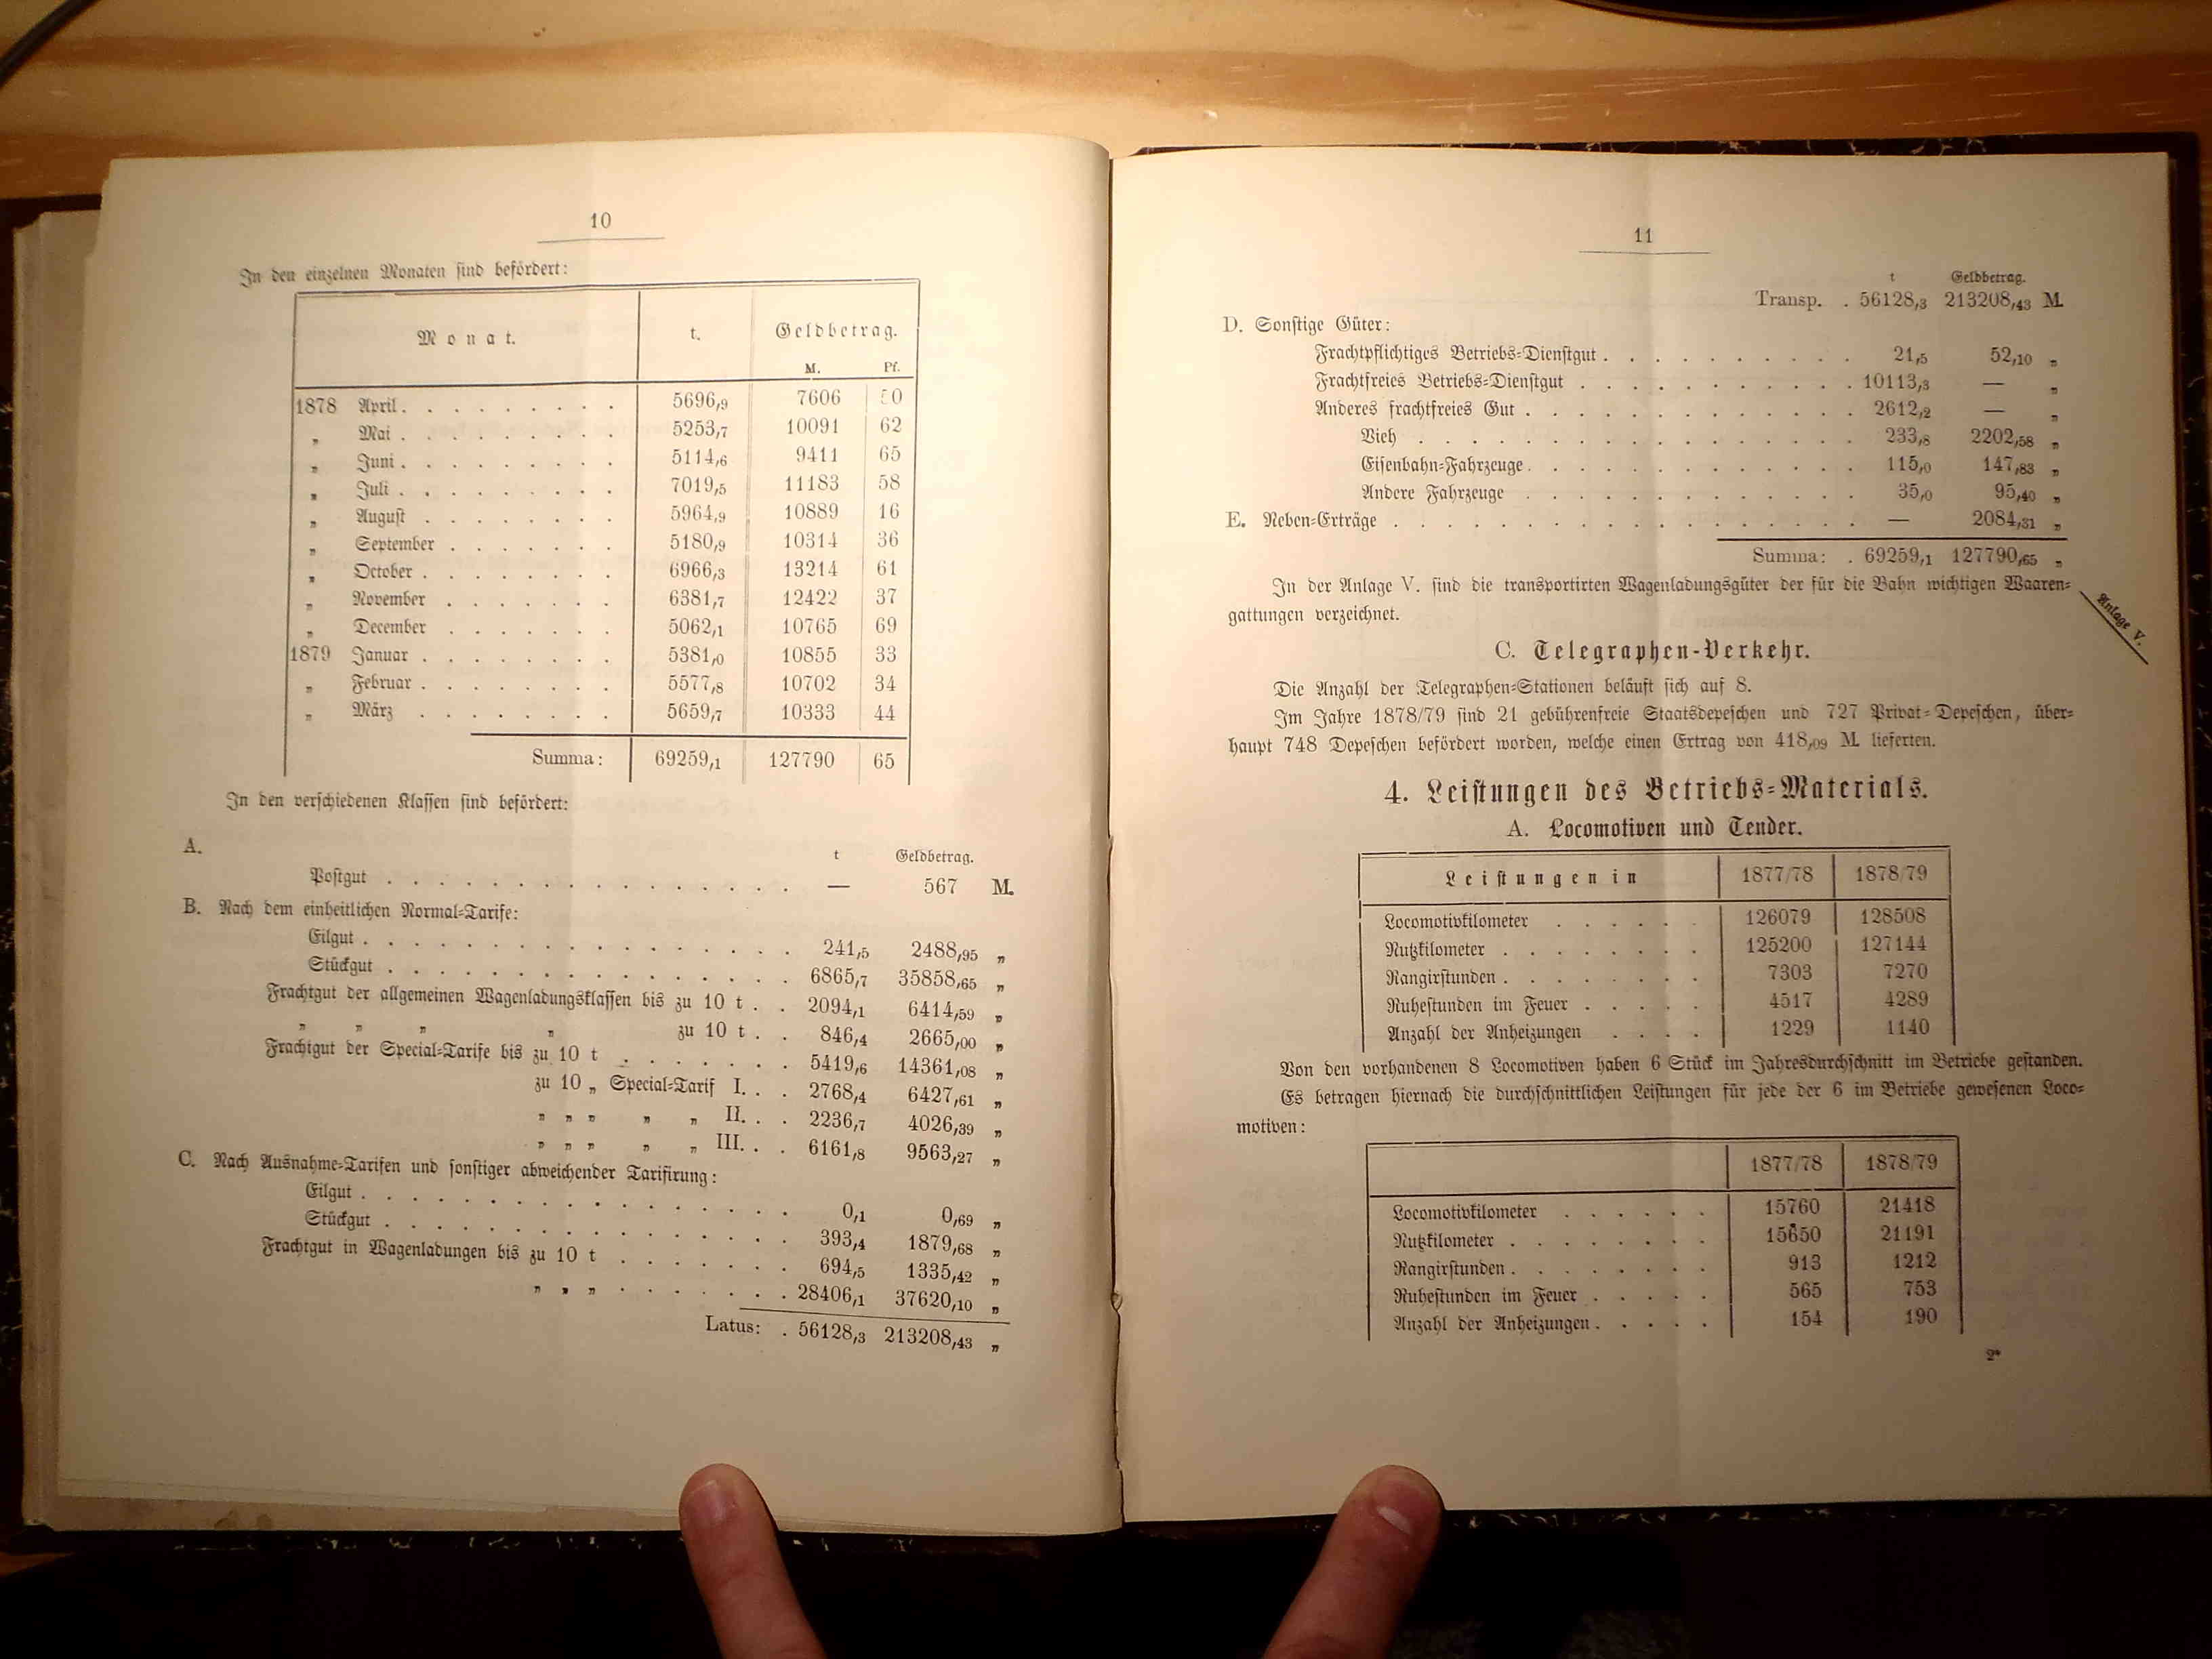 10
In den einzelnen Monaten sind befördert:
Monat. t. Geldbetrag.
M. Pf.
1878 April . . . . . . . . 5696,9 7606 50
„ Mai . . . . . . . . 5253,7 10091 62
„ Juni . . . . . . . . 5114,6 9411 65
„ Juli . . . . . . . . 7019,5 11183 58
„ August . . . . . . . 5964,9 10889 16
„ September . . . . . . 5180,9 10314 36
„ October . . . . . . . 6966,3 13214 61
„ November . . . . . . 6381,7 12422 37
„ December . . . . . . 5062,1 10765 69
1879 Januar . . . . . . . 5381,0 10855 33
„ Februar . . . . . . . 5577,8 10702 34
„ März . . . . . . . 5659,7 10333 44
Summa: 69259,1 127790 65
In den verschiedenen Klassen sind befördert:
t Geldbetrag.
A.
Postgut . . . . . . . . . . . . . . . . — 567 M.
B. Nach dem einheitlichen Normal-Tarife:
Eilgut . . . . . . . . . . . . . . . . . 241,5 2488,95 „
Stückgut . . . . . . . . . . . . . . . . 6865,7 35858,65 „
Frachtgut der allgemeinen Wagenladungsklassen bis zu 10 t . . 2094,1 6414,59 „
„ „ „ „ zu 10 t . . 846,4 2665,00 „
Frachtgut der Special-Tarife bis zu 10 t . . . . . . . 5419,6 14361,08 „
zu 10 „ Special-Tarif I. . . 2768,4 6427,61 „
„ „ „ „ „ II. . . 2236,7 4026,39 „
„ „ „ „ „ III. . . 6161,8 9563,27 „
C. Nach Ausnahme-Tarifen und sonstiger abweichender Tarifirung:
Eilgut . . . . . . . . . . . . . . . . . 0,1 0,69 „
Stückgut . . . . . . . . . . . . . . . . 393,4 1879,68 „
Frachtgut in Wagenladungen bis zu 10 t . . . . . . . 694,5 1335,42 „
„ „ „ . . . . . . . 28406,1 37620,10 „
Latus: . 56128,3 213208,43 „
11
t Geldbetrag.
Transp. . 56128,3 213208,43 M.
D. Sonstige Güter:
Frachtpflichtiges Betriebs-Dienstgut . . . . . . . . . . 21,5 52,10 „
Frachtfreies Betriebs-Dienstgut . . . . . . . . . . . 10113,3 — „
Anderes frachtfreies Gut . . . . . . . . . . . . . 2612,2 — „
Vieh . . . . . . . . . . . . . . . . . 233,8 2202,58 „
Eisenbahn-Fahrzeuge . . . . . . . . . . . . . 115,0 147,83 „
Andere Fahrzeuge . . . . . . . . . . . . . 35,0 95,40 „
E. Neben-Erträge . . . . . . . . . . . . . . . . . . — 2084,31 „
Summa: . 69259,1 127790,65 „
In der Anlage V. sind die transportirten Wagenladungsgüter der für die Bahn wichtigen Waaren-
gattungen verzeichnet.
Anlage V.
C. Telegraphen-Verkehr.
Die Anzahl der Telegraphen-Stationen beläuft sich auf 8.
Im Jahre 1878/79 sind 21 gebührenfreie Staatsdepeschen und 727 Privat-Depeschen, über-
haupt 748 Depeschen befördert worden, welche einen Ertrag von 418,09 M. lieferten.
4. Leistungen des Betriebs-Materials.
A. Locomotiven und Tender.
Leistungen in 1877/78 1878/79
Locomotivkilometer . . . . . . 126079 128508
Nutzkilometer . . . . . . . . 125200 127144
Rangirstunden . . . . . . . . 7303 7270
Ruhestunden im Feuer . . . . . 4517 4289
Anzahl der Anheizungen . . . . 1229 1140
Von den vorhandenen 8 Locomotiven haben 6 Stück im Jahresdurchschnitt im Betriebe gestanden.
Es betragen hiernach die durchschnittlichen Leistungen für jede der 6 im Betriebe gewesenen Loco-
motiven:
1877/78 1878/79
Locomotivkilometer . . . . . . 15760 21418
Nutzkilometer . . . . . . . . 15650 21191
Rangirstunden . . . . . . . . 913 1212
Ruhestunden im Feuer . . . . . 565 753
Anzahl der Anheizungen . . . . . 154 190
2*